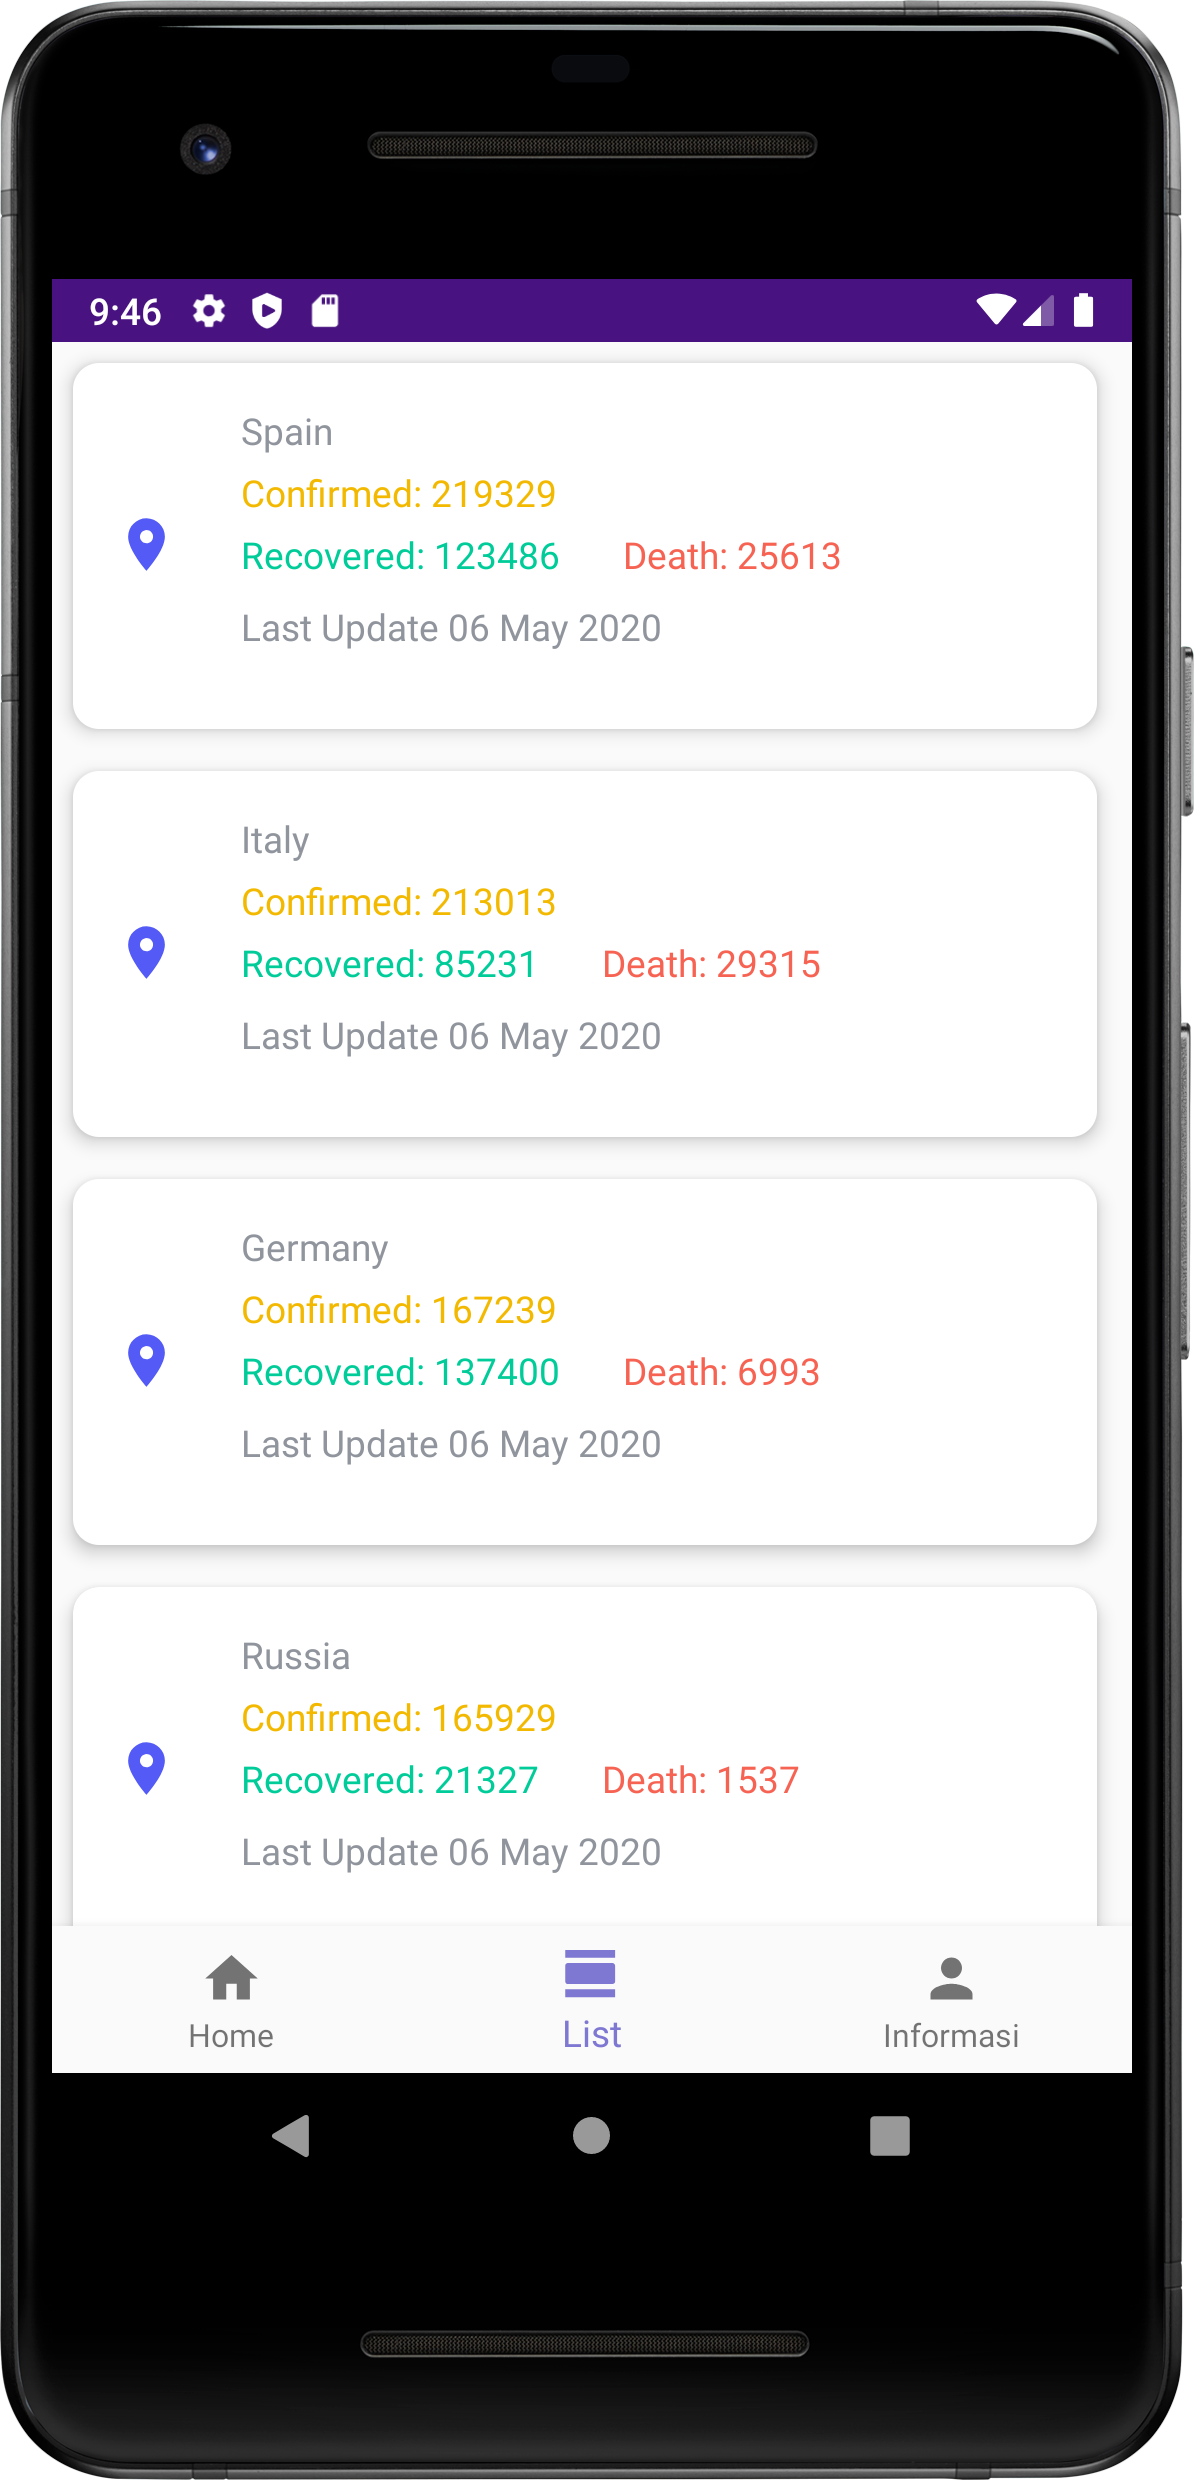 9:46
Spain
Confirmed: 219329
Recovered: 123486 Death: 25613
Last Update 06 May 2020
Italy
Confirmed: 213013
Recovered: 85231 Death: 29315
Last Update 06 May 2020
Germany
Confirmed: 167239
Recovered: 137400 Death: 6993
Last Update 06 May 2020
Russia
Confirmed: 165929
Recovered: 21327 Death: 1537
Last Update 06 May 2020
Home List Informasi